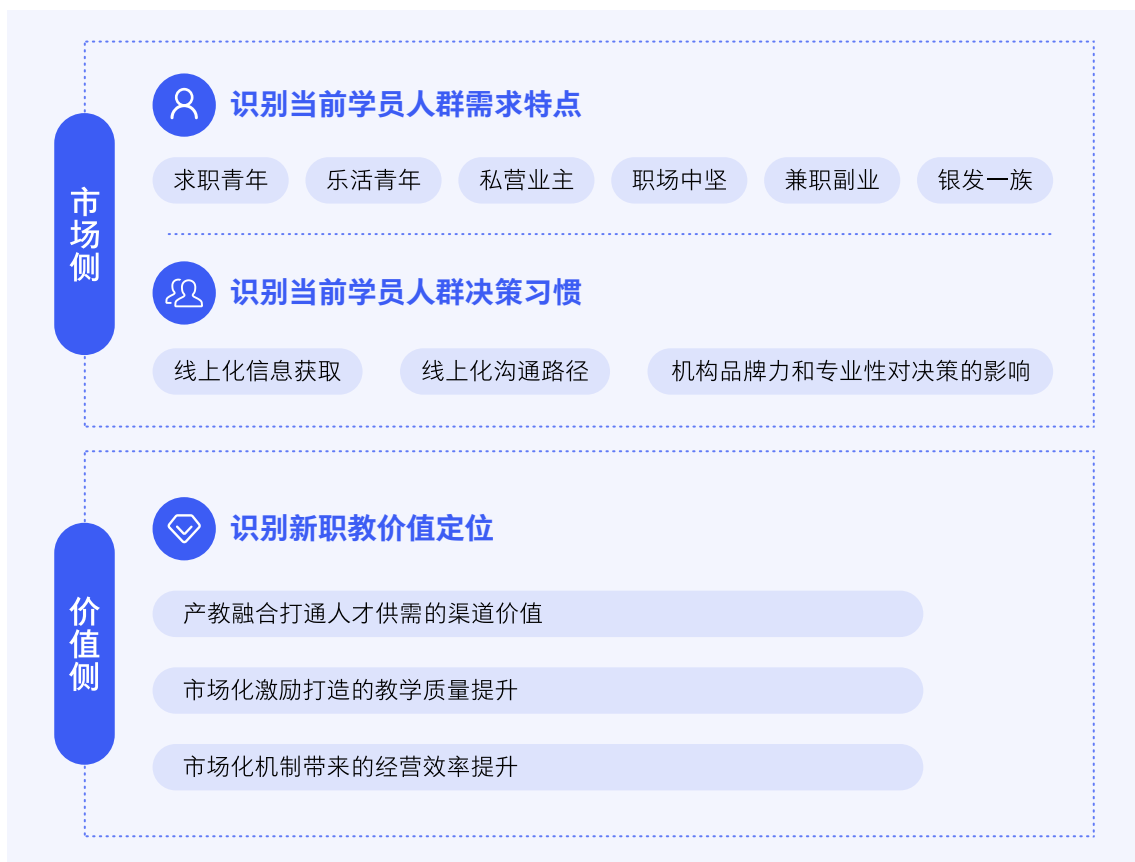 市场侧
识别当前学员人群需求特点
求职青年 乐活青年 私营业主 职场中坚 兼职副业 银发一族
识别当前学员人群决策习惯
线上化信息获取 线上化沟通路径 机构品牌力和专业性对决策的影响
价值侧
识别新职教价值定位
产教融合打通人才供需的渠道价值
市场化激励打造的教学质量提升
市场化机制带来的经营效率提升